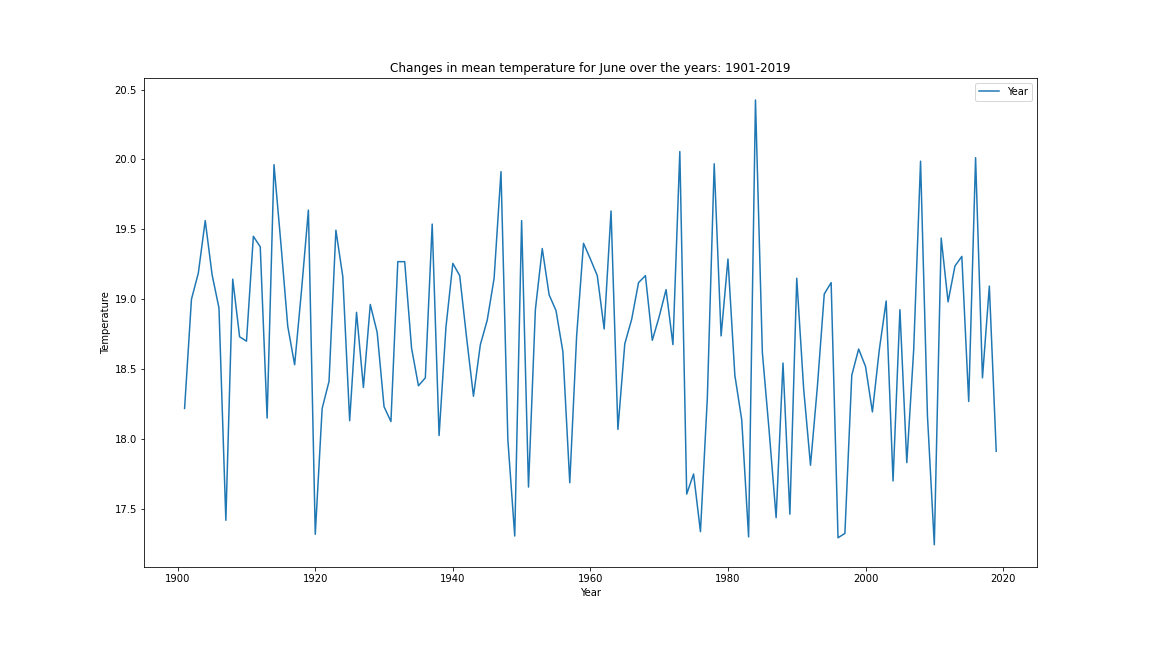 Changes in mean temperature for June over the years: 1901-2019
Year
20.5
20.0
19.5
19.0
18.5
18.0
17.5
Temperature
1900 1920 1940 1960 1980 2000 2020
Year